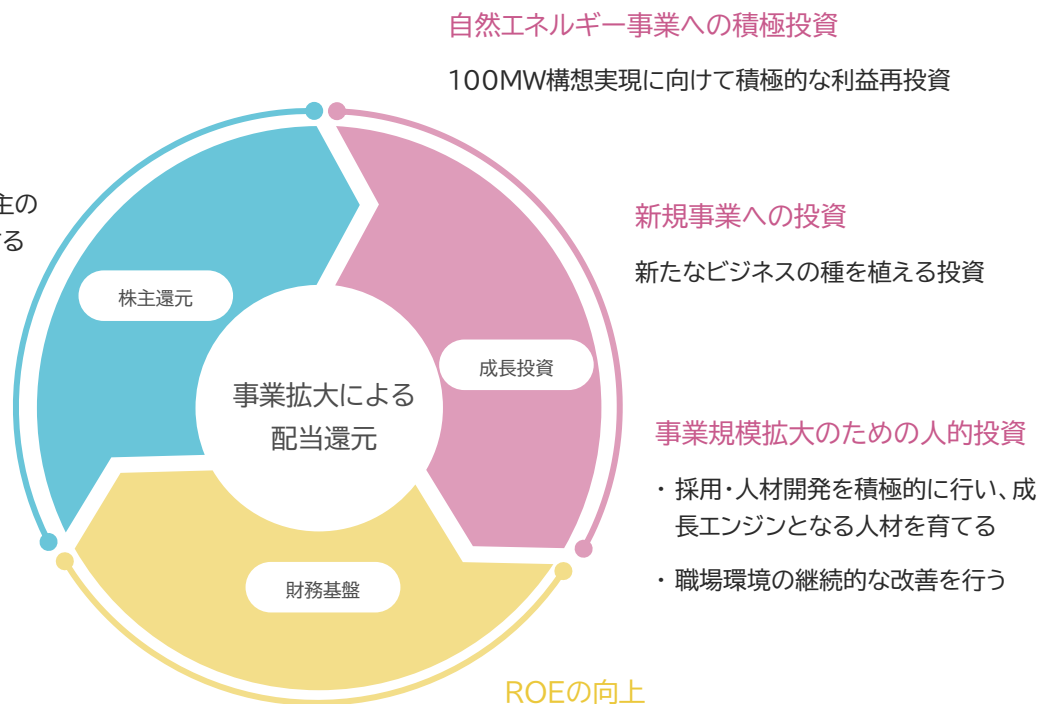 自然エネルギー事業への積極投資
100MW構想実現に向けて積極的な利益再投資
主の
する
新規事業への投資
新たなビジネスの種を植える投資
株主還元
成長投資
事業拡大による
配当還元
事業規模拡大のための人的投資
・採用・人材開発を積極的に行い、成
長エンジンとなる人材を育てる
・職場環境の継続的な改善を行う
財務基盤
ROEの向上